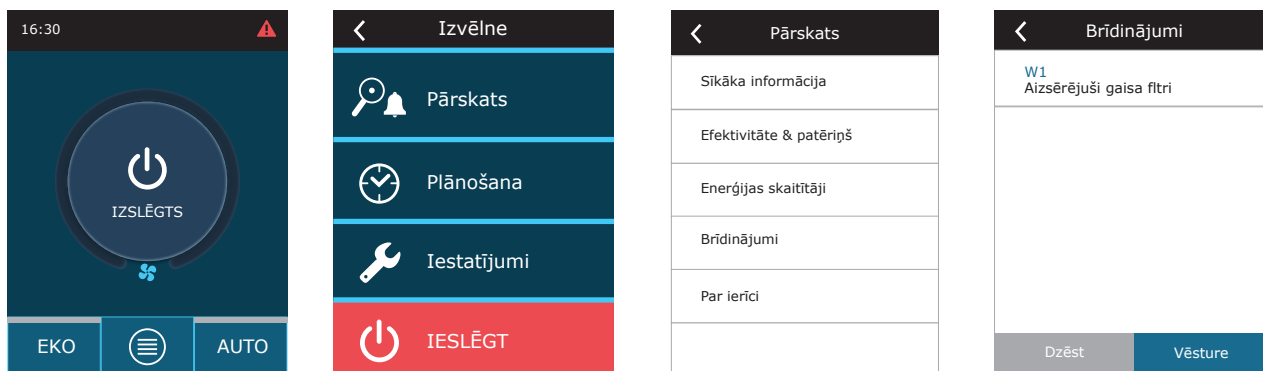 16:30
IZSLĒGTS
EKO
AUTO
Izvēlne
Pārskats
Plānošana
Iestatījumi
IESLĒGT
Pārskats
Sīkāka informācija
Efektivitāte & patēriņš
Enerģijas skaitītāji
Brīdinājumi
Par ierīci
Brīdinājumi
W1
Aizsērējuši gaisa fltri
Dzēst
Vēsture